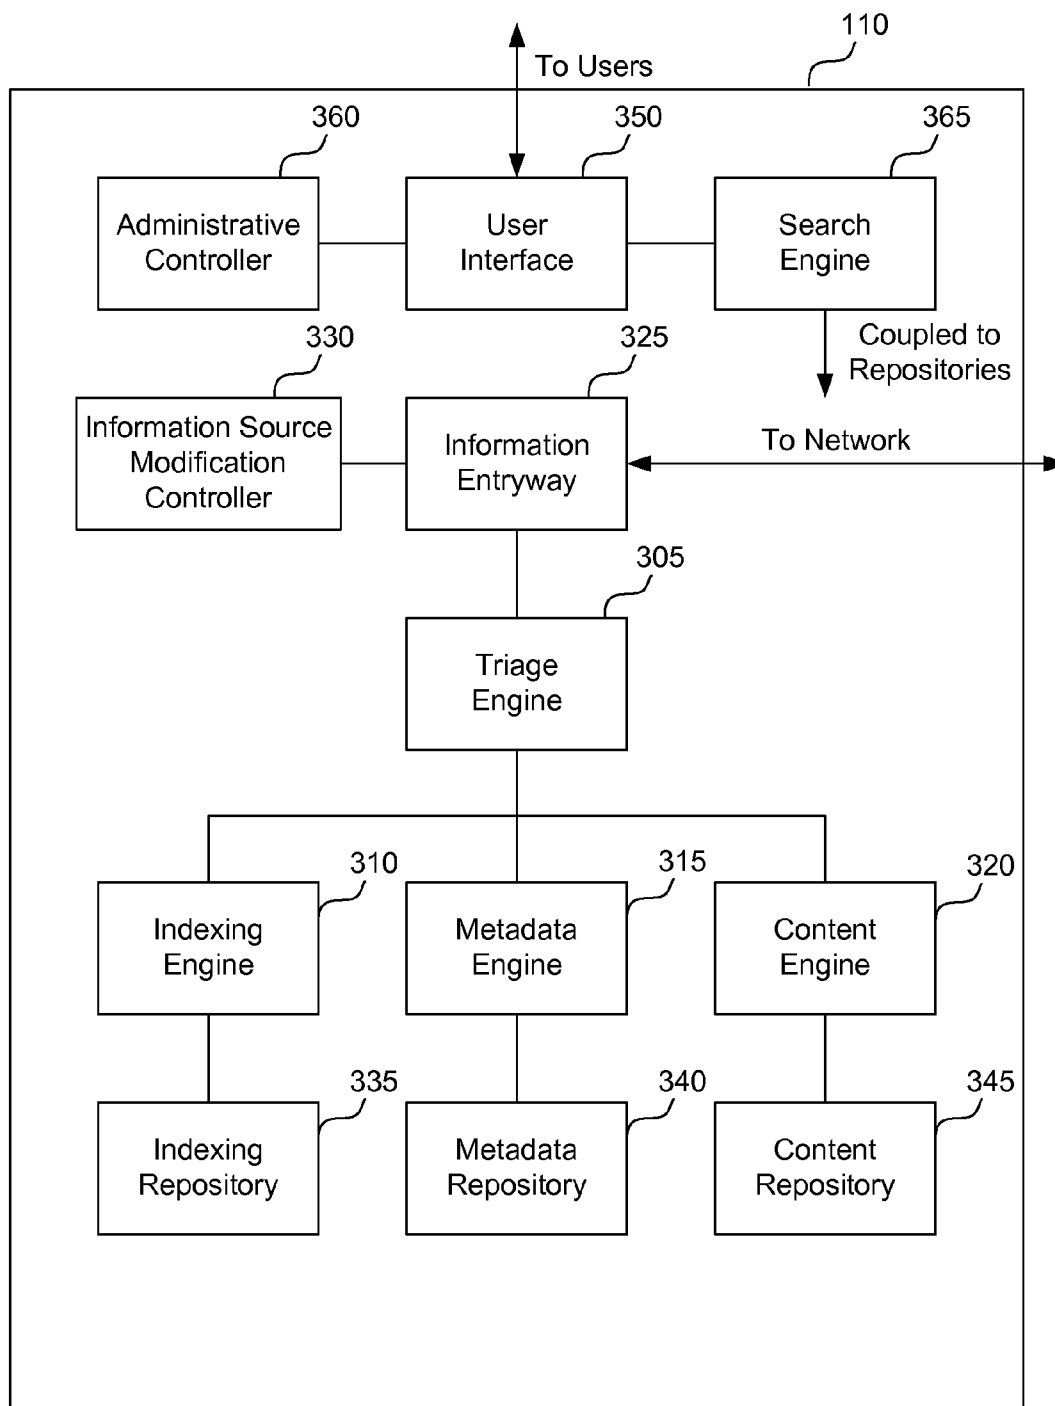 110
To Users
360
350
365
Administrative
Controller
User
Interface
Search
Engine
330
325
Coupled to
Repositories
Information Source
Modification
Controller
Information
Entryway
To Network
305
Triage
Engine
310
315
320
Indexing
Engine
Metadata
Engine
Content
Engine
335
340
345
Indexing
Repository
Metadata
Repository
Content
Repository